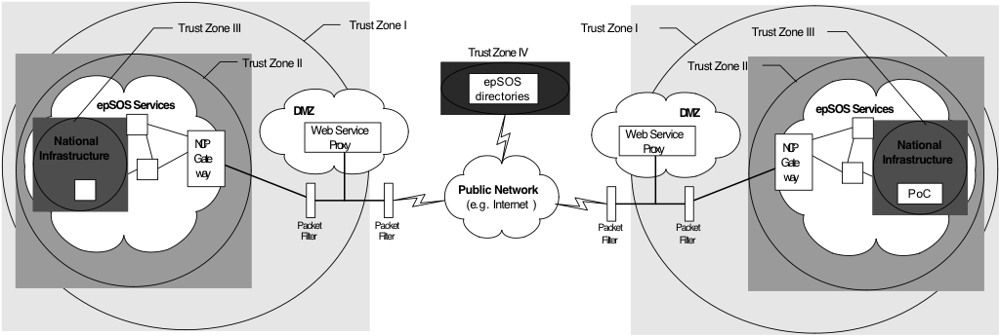 Trust Zone III
Trust Zone I
Trust Zone II
epSOS Services
National
Infrastructure
NCP
Gate
way
DMZ
Web Service
Proxy
Packet
Filter
Packet
Filter
Trust Zone IV
epSOS
directories
Public Network
(e.g. Internet )
Trust Zone I
Trust Zone III
Trust Zone II
DMZ
Web Service
Proxy
Packet
Filter
Packet
Filter
epSOS Services
NCP
Gate
way
National
Infrastructure
PoC